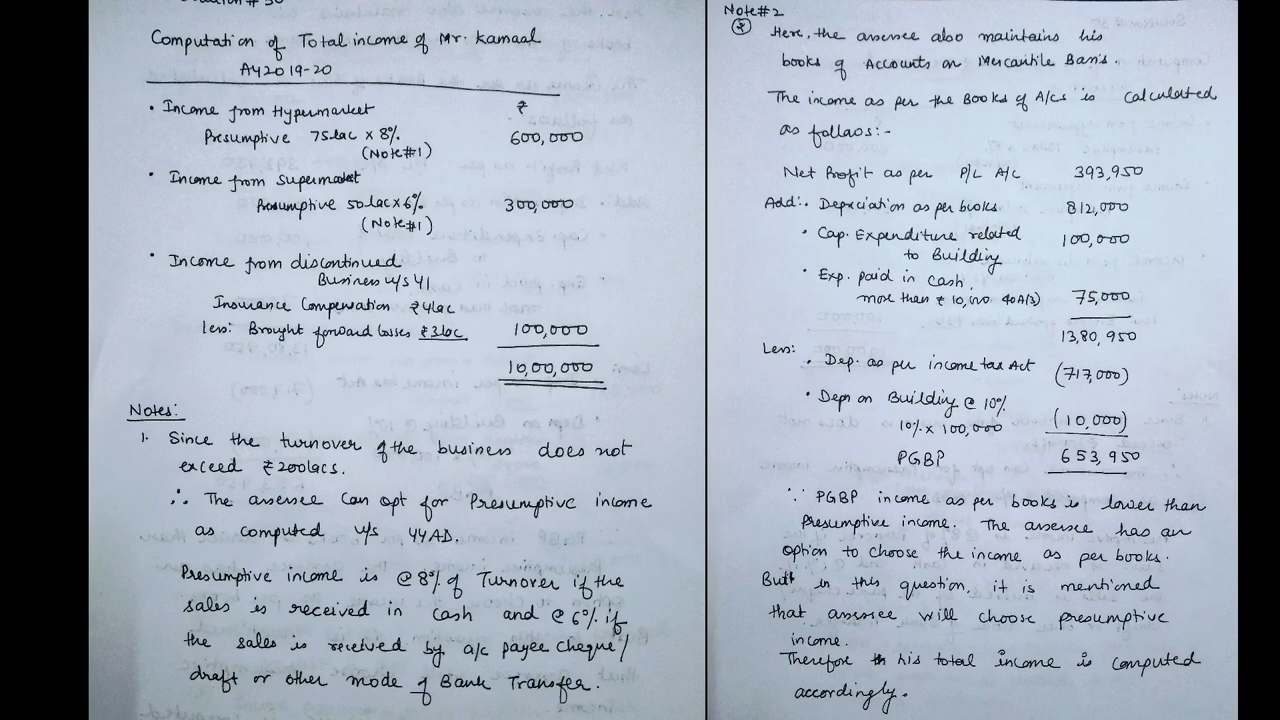 Computation of Total income of Mr. Kamaal
AY2019-20
₹
• Income from Hypermarket
Presumptive 75lac x 8% 600,000
(Note#1)
• Income from Supermarket
Presumptive 50lac x 6% 300,000
(Note#1)
• Income from discontinued
Business u/s 41
Insurance Compensation ₹4lac
Less: Brought forward losses ₹3lac 100,000
10,00,000
Notes:
1. Since the turnover of the business does not
exceed ₹200lacs.
∴ The assessee can opt for Presumptive income
as computed u/s 44AD.
Presumptive income is @8% of Turnover if the
sales is received in cash and @6% if
the sales is received by a/c payee cheque/
draft or other mode of Bank Transfer.
Note#2
② Here, the assessee also maintains his
books of Accounts on Mercantile Basis.
The income as per the Books of A/cs is calculated
as follows:-
Net Profit as per P/L A/C 393,950
Add:• Depreciation as per books 812,000
• Cap. Expenditure related 100,000
to Building
• Exp. paid in cash,
more than ₹10,000 40A(3) 75,000
13,80,950
Less:
• Dep. as per income tax Act (717,000)
• Depn on Building @ 10%
10% x 100,000 (10,000)
PGBP 653,950
∵ PGBP income as per books is lower than
Presumptive income. The assessee has an
option to choose the income as per books.
But in this question, it is mentioned
that assessee will choose presumptive
income.
Therefore his total income is computed
accordingly.